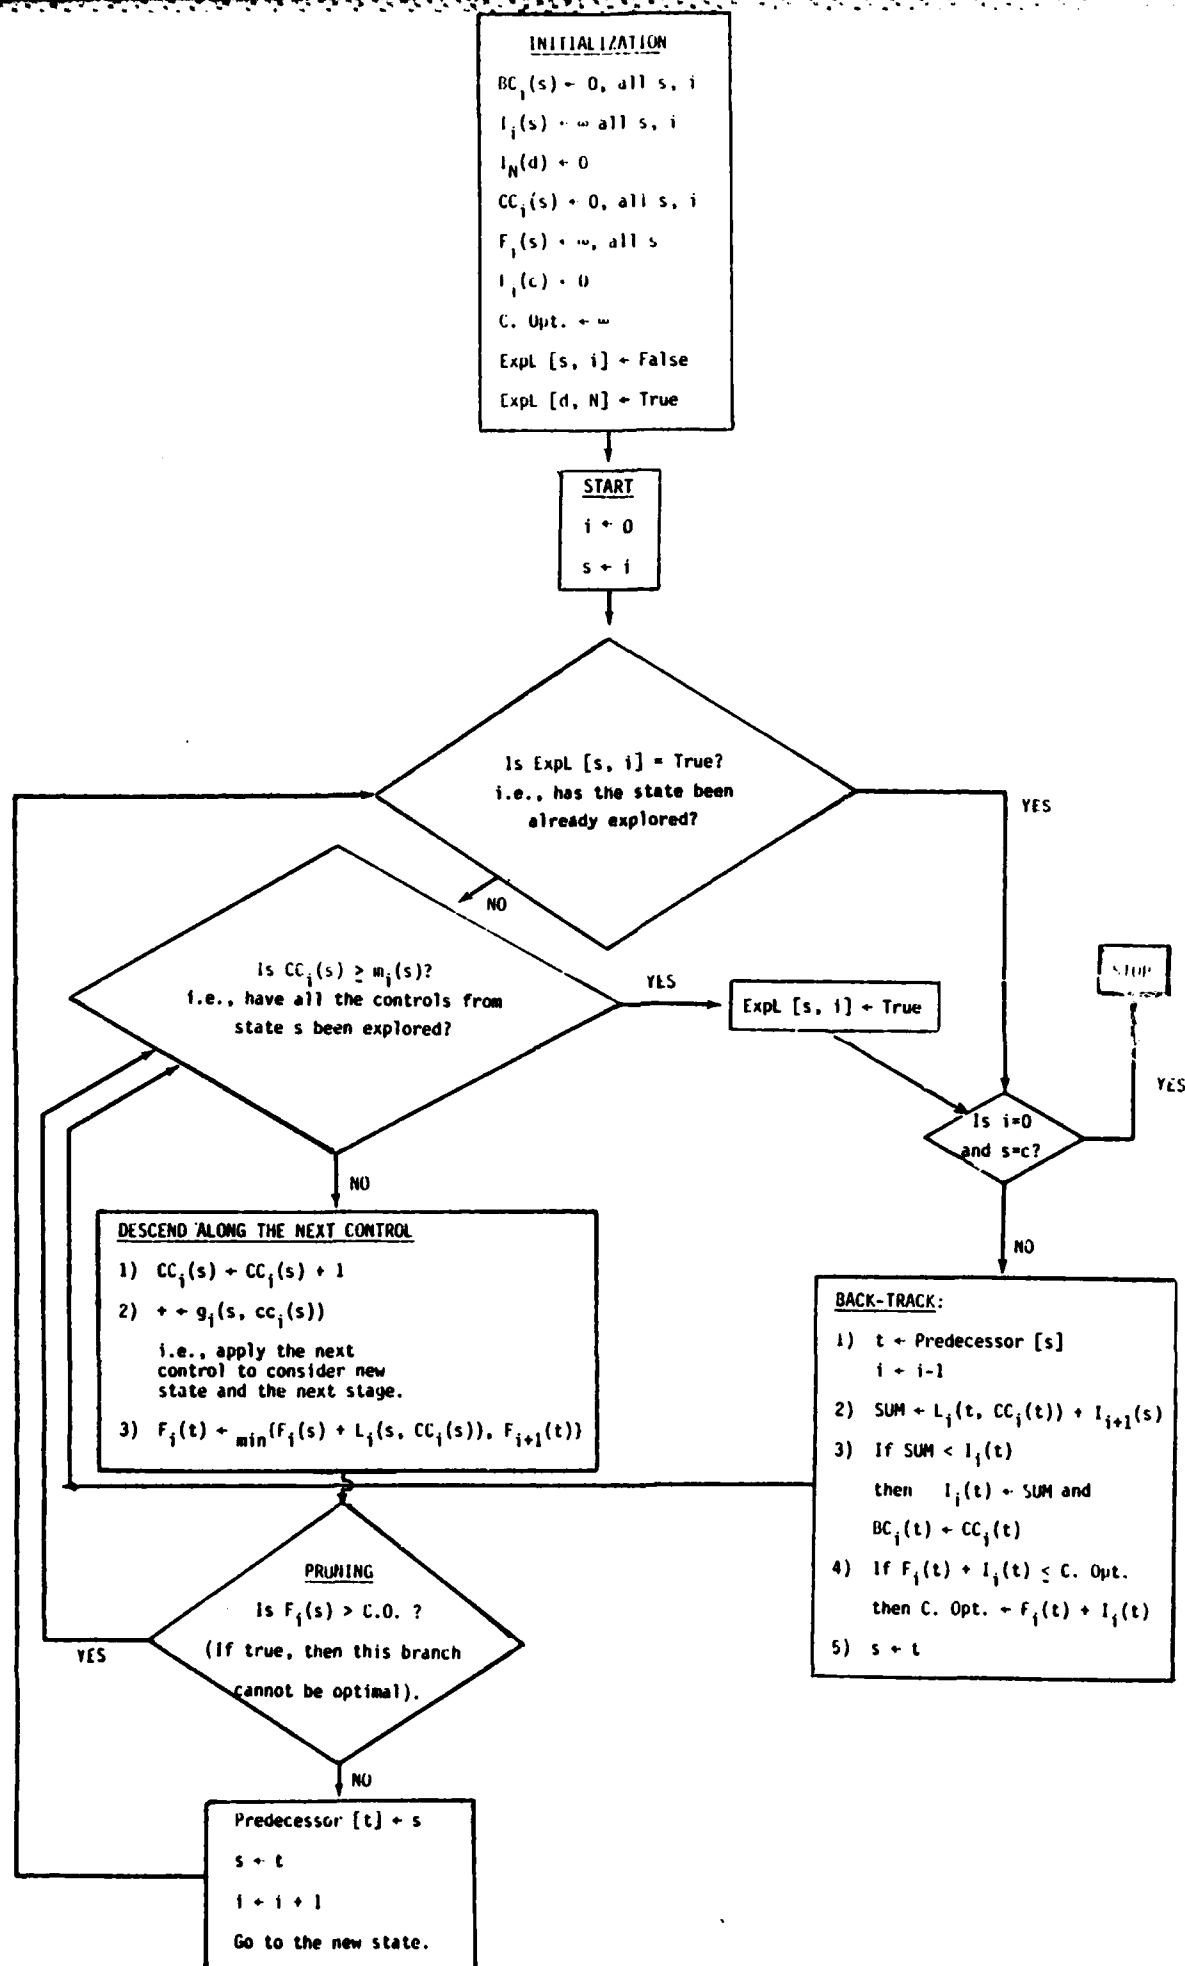 INITIALIZATION
BC_i(s) ← 0, all s, i
I_i(s) ← ∞ all s, i
I_N(d) ← 0
CC_i(s) ← 0, all s, i
F_i(s) ← ∞, all s
_i(c) ← 0
C. Opt. ← ∞
ExpL [s, i] ← False
ExpL [d, N] ← True
START
i ← 0
s ← i
Is ExpL [s, i] = True?
i.e., has the state been
already explored?
YES
NO
Is CC_i(s) ≥ m_i(s)?
i.e., have all the controls from
state s been explored?
YES
ExpL [s, i] ← True
STOP
YES
Is i=0
and s=c?
NO
NO
DESCEND ALONG THE NEXT CONTROL
1) CC_i(s) ← CC_i(s) + 1
2) + ← g_i(s, cc_i(s))
i.e., apply the next
control to consider new
state and the next stage.
3) F_i(t) ← min{F_i(s) + L_i(s, CC_i(s)), F_{i+1}(t)}
BACK-TRACK:
1) t ← Predecessor [s]
i ← i-1
2) SUM ← L_i(t, CC_i(t)) + I_{i+1}(s)
3) If SUM < I_i(t)
then I_i(t) ← SUM and
BC_i(t) ← CC_i(t)
4) If F_i(t) + I_i(t) ≤ C. Opt.
then C. Opt. ← F_i(t) + I_i(t)
5) s ← t
PRUNING
Is F_i(s) > C.O. ?
(If true, then this branch
cannot be optimal).
YES
NO
Predecessor [t] ← s
s ← t
i ← i + 1
Go to the new state.